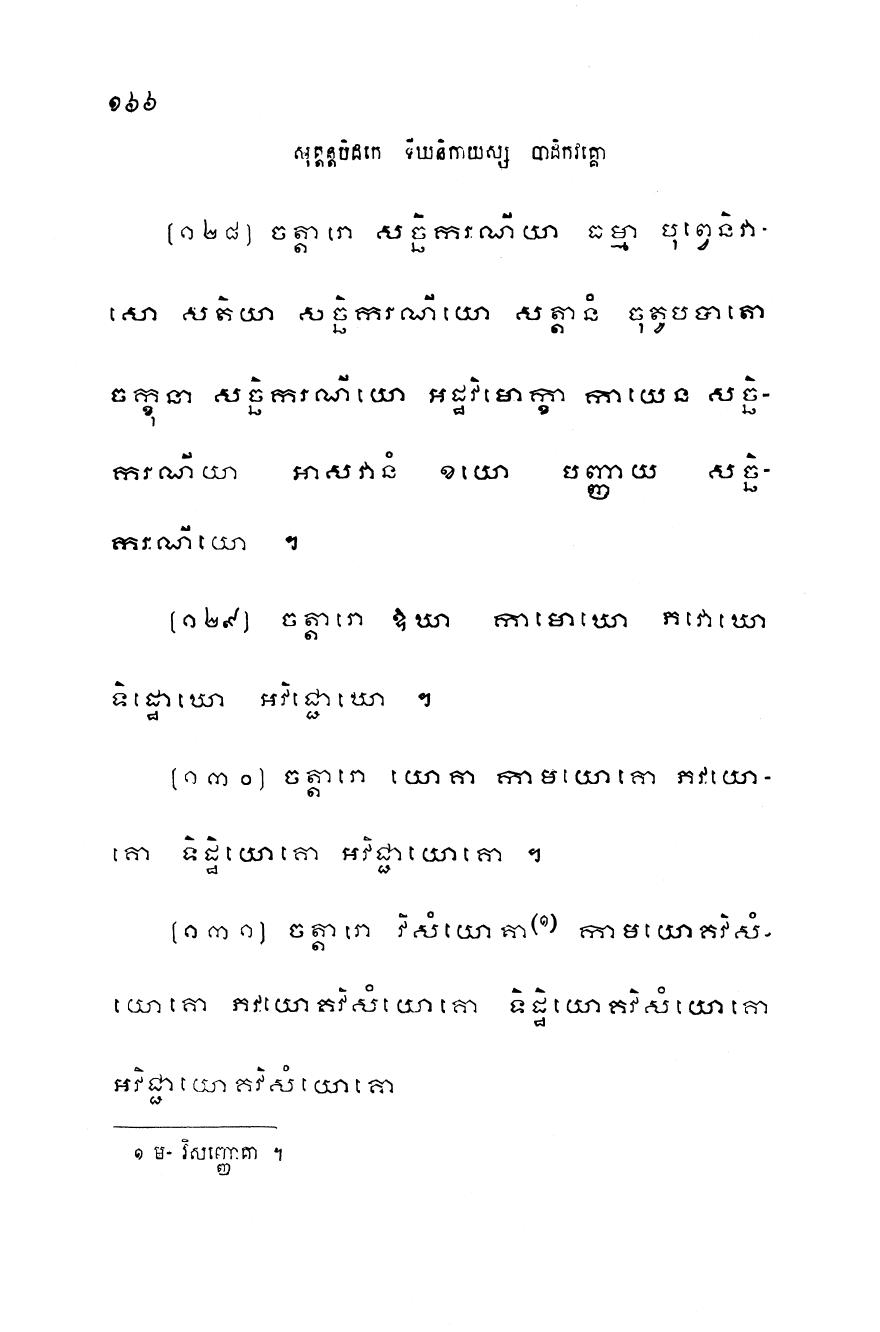 ១៦៦
សុត្តន្តបិដកេ ទីឃនិកាយស្ស បាដិកវគ្គោ
(១២៨) ចត្តារោ សច្ឆិករណីយា ធម្មា បុព្វេនិវា-
សោ សតិយា សច្ឆិករណីយោ សត្តានំ ចុតូបបាតោ
ចក្ខុនា សច្ឆិករណីយោ អដ្ឋវិមោក្ខា កាយេន សច្ឆិ-
ករណីយា អាសវានំ ខយោ បញ្ញាយ សច្ឆិ-
ករណីយោ ។
(១២៩) ចត្តារោ ឱឃា កាមោឃោ ភវោឃោ
ទិដ្ឋោឃោ អវិជ្ជោឃោ ។
(១៣០) ចត្តារោ យោគា កាមយោគោ ភវយោ-
គោ ទិដ្ឋិយោគោ អវិជ្ជាយោគោ ។
(១៣១) ចត្តារោ វិសំយោគា(១) កាមយោគវិសំ-
យោគោ ភវយោគវិសំយោគោ ទិដ្ឋិយោគវិសំយោគោ
អវិជ្ជាយោគវិសំយោគោ
១ ម- វិសញ្ញោគា ។